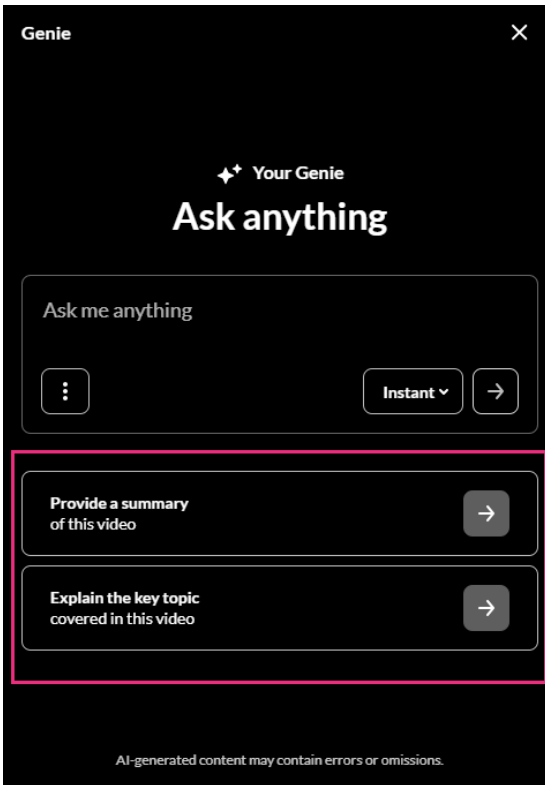 Genie
Your Genie
Ask anything
Ask me anything
Instant
Provide a summary
of this video
Explain the key topic
covered in this video
AI-generated content may contain errors or omissions.